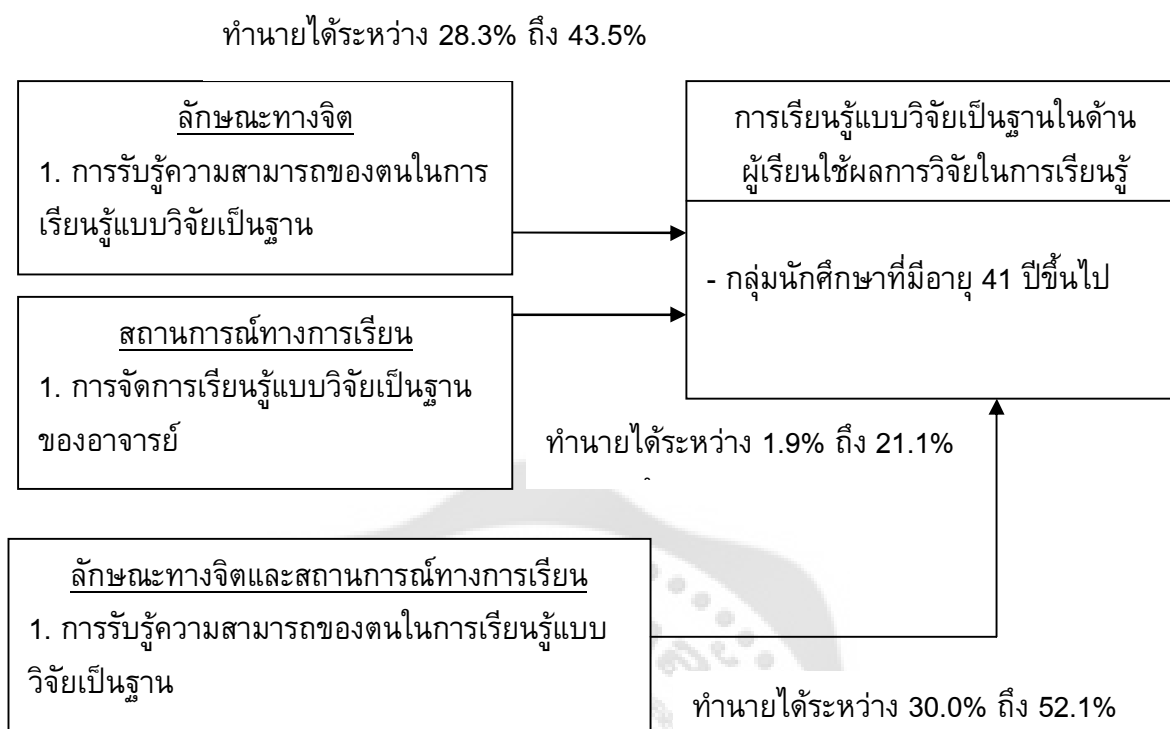 ทำนายได้ระหว่าง 28.3% ถึง 43.5%
ลักษณะทางจิต
1. การรับรู้ความสามารถของตนในการ
เรียนรู้แบบวิจัยเป็นฐาน
การเรียนรู้แบบวิจัยเป็นฐานในด้าน
ผู้เรียนใช้ผลการวิจัยในการเรียนรู้
- กลุ่มนักศึกษาที่มีอายุ 41 ปีขึ้นไป
สถานการณ์ทางการเรียน
1. การจัดการเรียนรู้แบบวิจัยเป็นฐาน
ของอาจารย์
ทำนายได้ระหว่าง 1.9% ถึง 21.1%
ลักษณะทางจิตและสถานการณ์ทางการเรียน
1. การรับรู้ความสามารถของตนในการเรียนรู้แบบ
วิจัยเป็นฐาน
ทำนายได้ระหว่าง 30.0% ถึง 52.1%